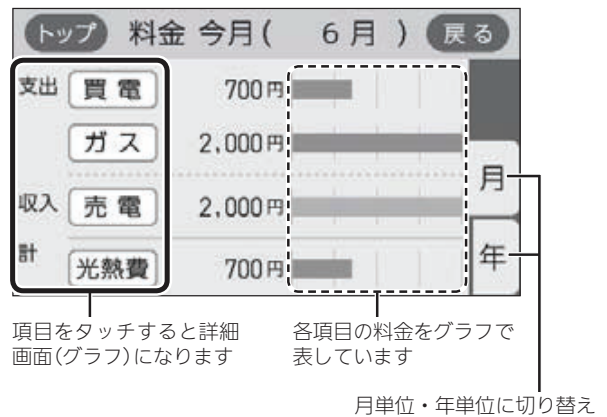 トップ 料金 今月( 6月 ) 戻る
支出 買電 700円
ガス 2,000円
収入 売電 2,000円
計 光熱費 700円
月
年
項目をタッチすると詳細
画面(グラフ)になります
各項目の料金をグラフで
表しています
月単位・年単位に切り替え